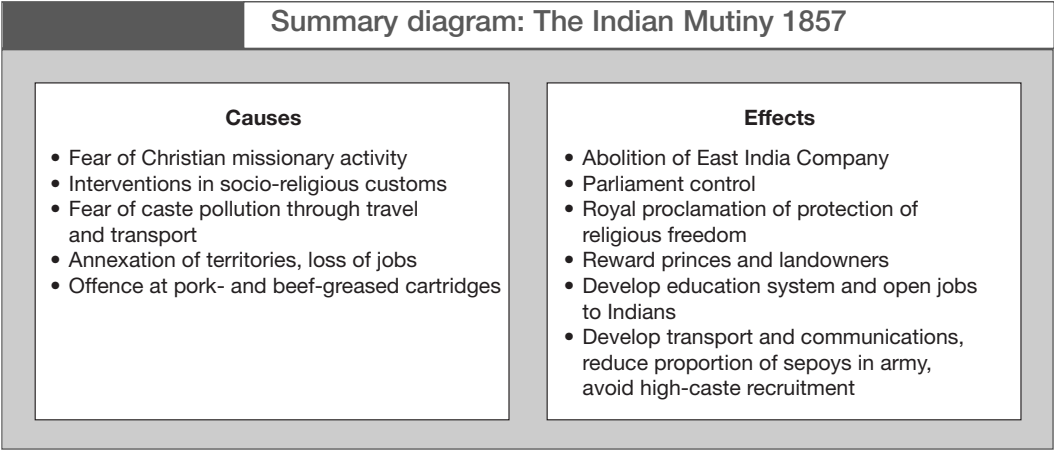 Summary diagram: The Indian Mutiny 1857
Causes
• Fear of Christian missionary activity
• Interventions in socio-religious customs
• Fear of caste pollution through travel
and transport
• Annexation of territories, loss of jobs
• Offence at pork- and beef-greased cartridges
Effects
• Abolition of East India Company
• Parliament control
• Royal proclamation of protection of
religious freedom
• Reward princes and landowners
• Develop education system and open jobs
to Indians
• Develop transport and communications,
reduce proportion of sepoys in army,
avoid high-caste recruitment